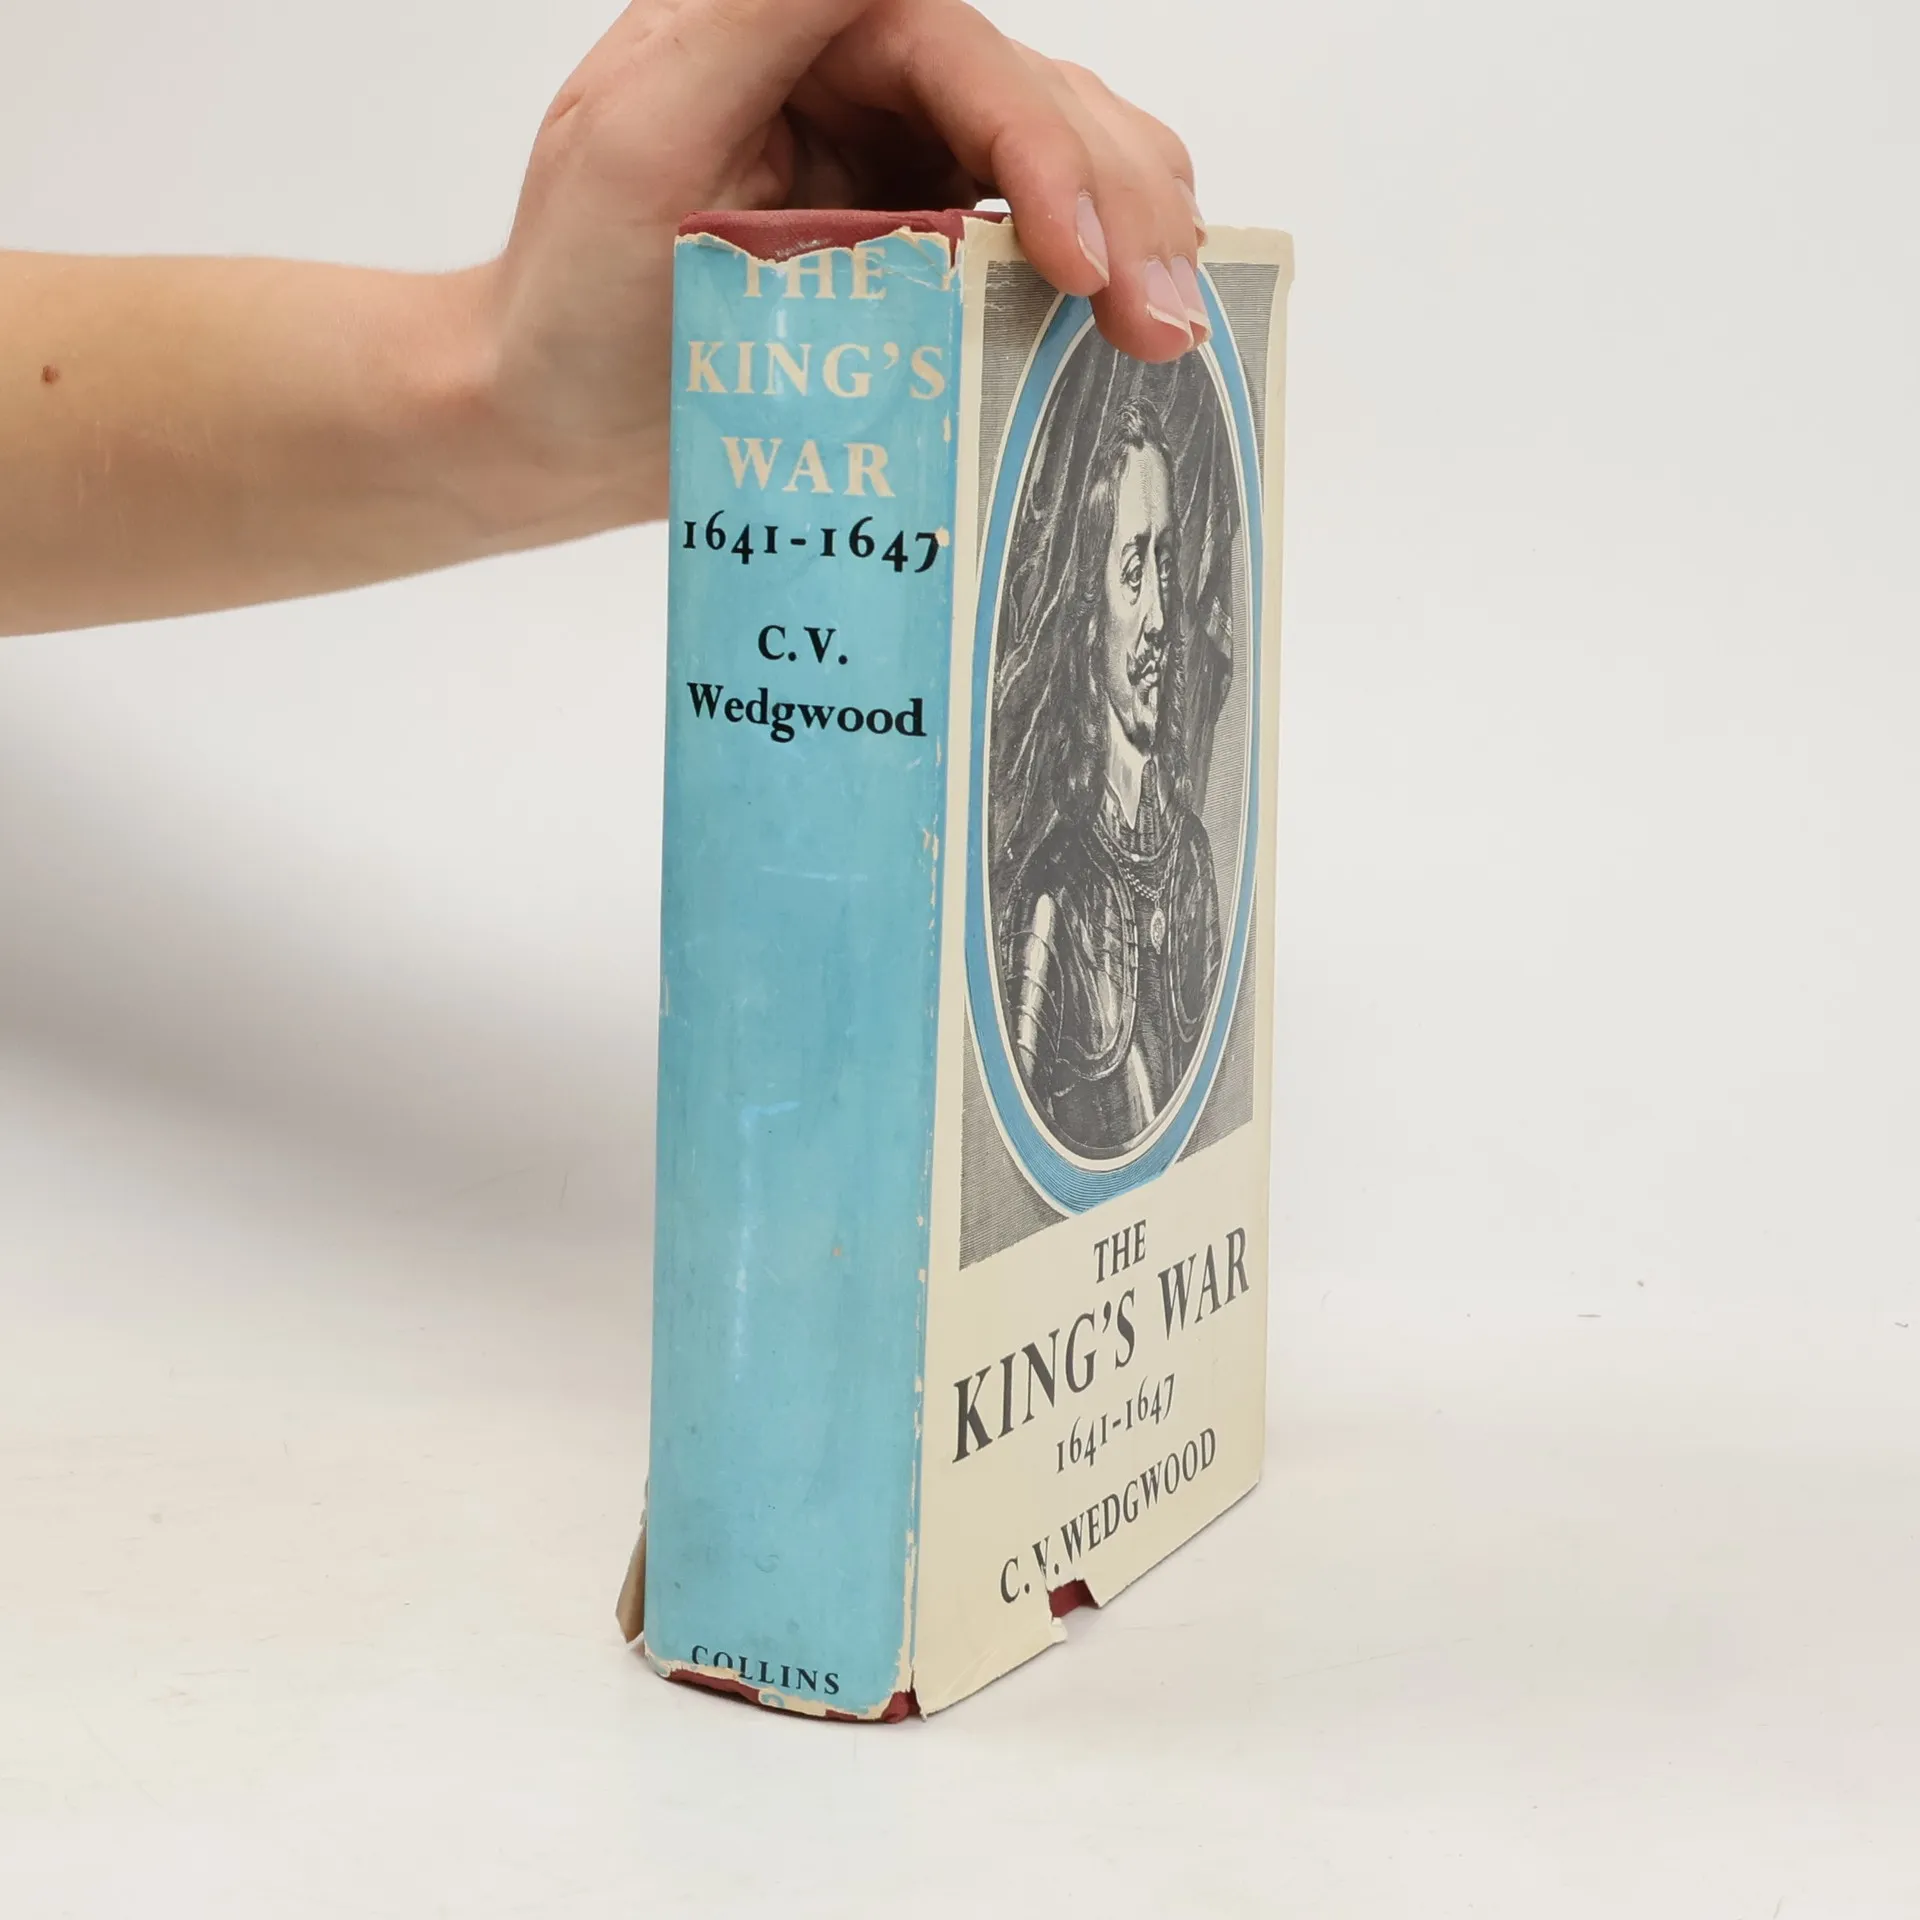 THE
KING'S
WAR
1641-1647
C.V.
Wedgwood
COLLINS
THE
KING'S WAR
1641-1647
C.V. WEDGWOOD